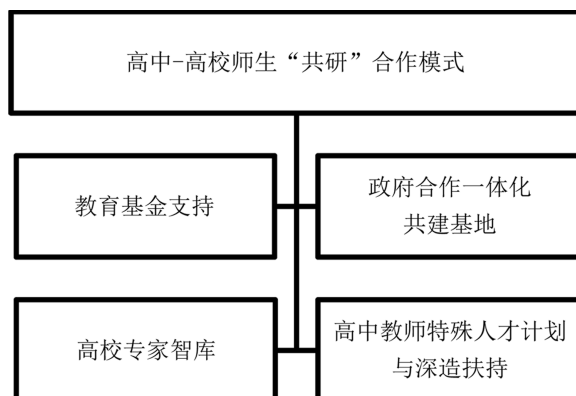 高中-高校师生“共研”合作模式
教育基金支持
政府合作一体化
共建基地
高校专家智库
高中教师特殊人才计划
与深造扶持